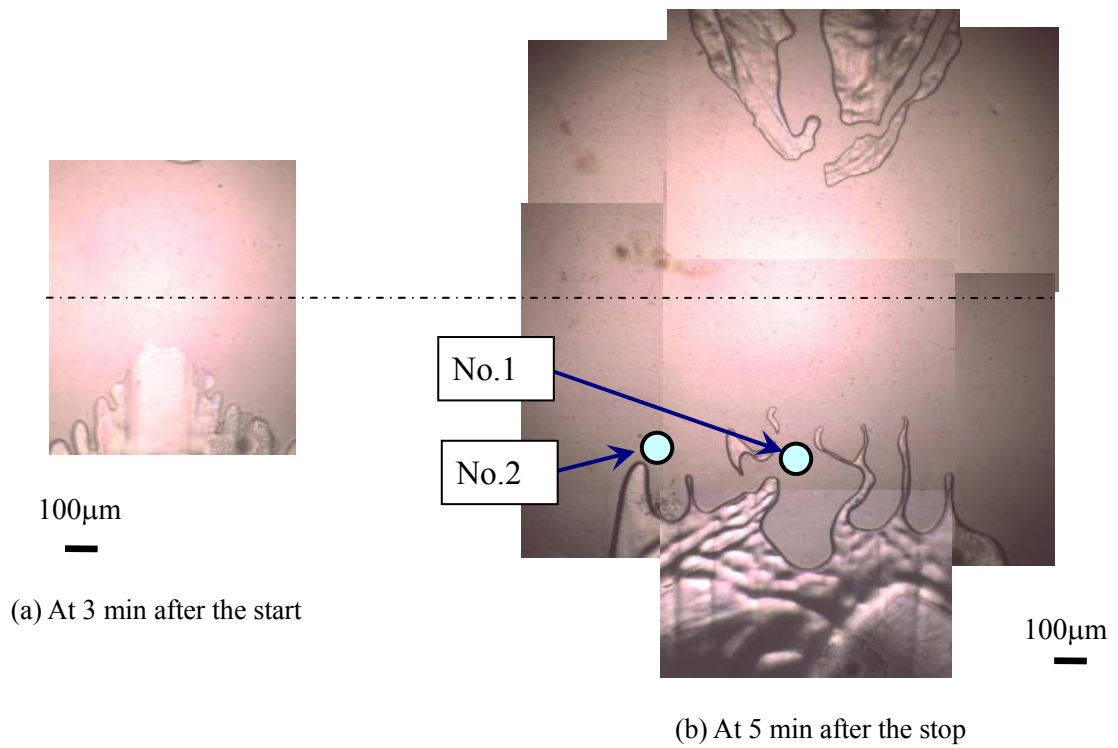 No.1
No.2
100μm
(a) At 3 min after the start
100μm
(b) At 5 min after the stop